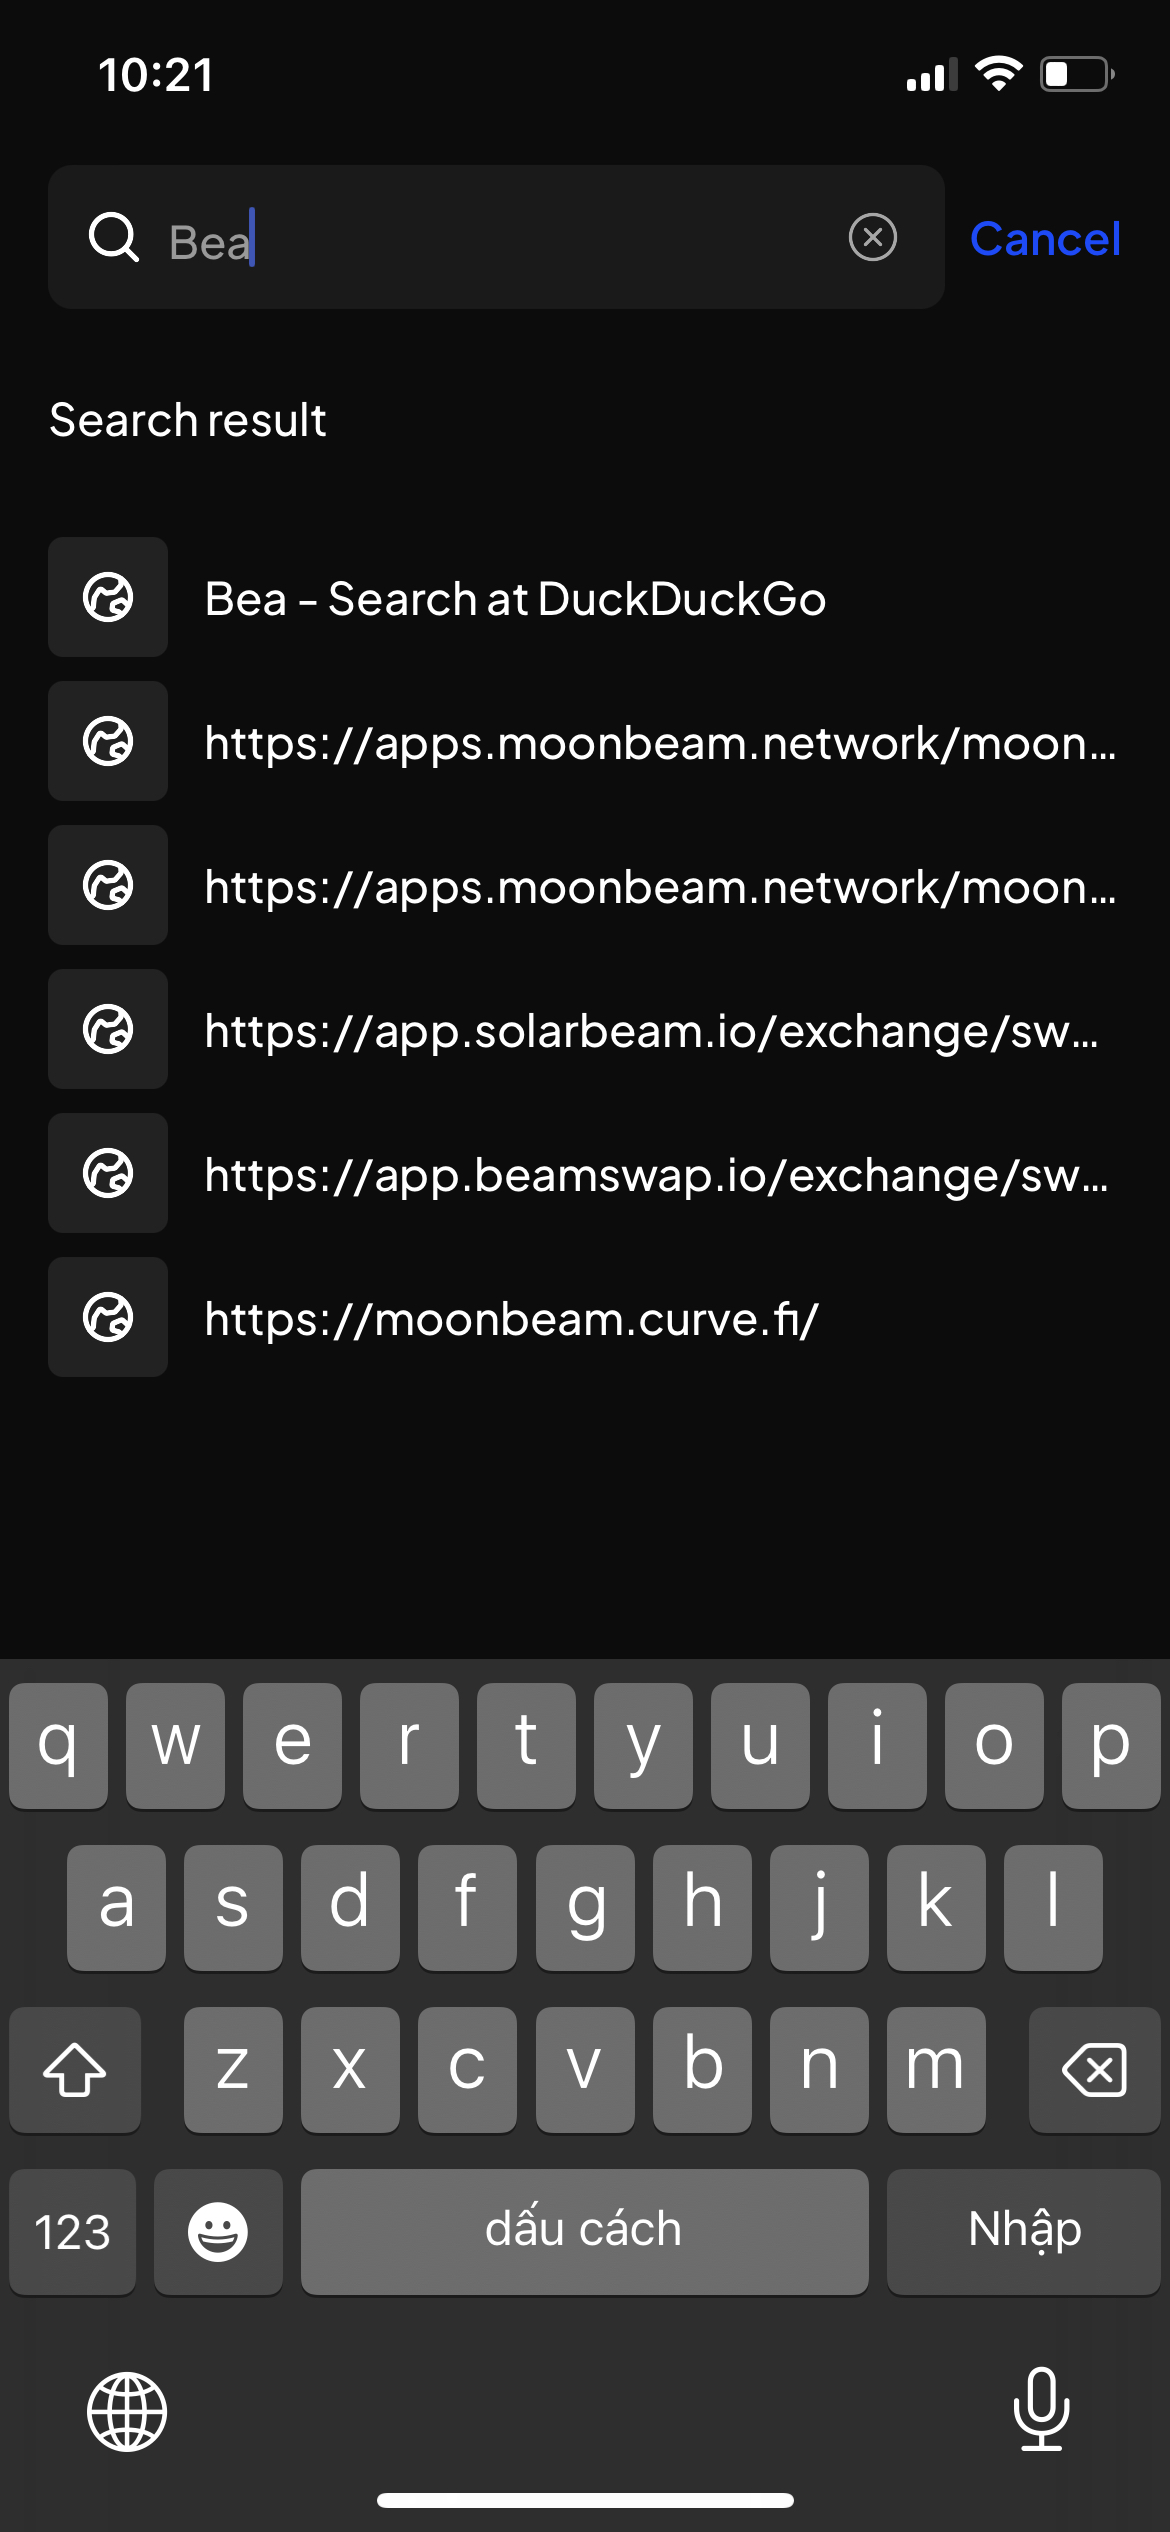 10:21
Bea
Cancel
Search result
Bea - Search at DuckDuckGo
https://apps.moonbeam.network/moon...
https://apps.moonbeam.network/moon...
https://app.solarbeam.io/exchange/sw...
https://app.beamswap.io/exchange/sw...
https://moonbeam.curve.fi/
q w e r t y u i o p
a s d f g h j k l
z x c v b n m
123 dấu cách Nhập